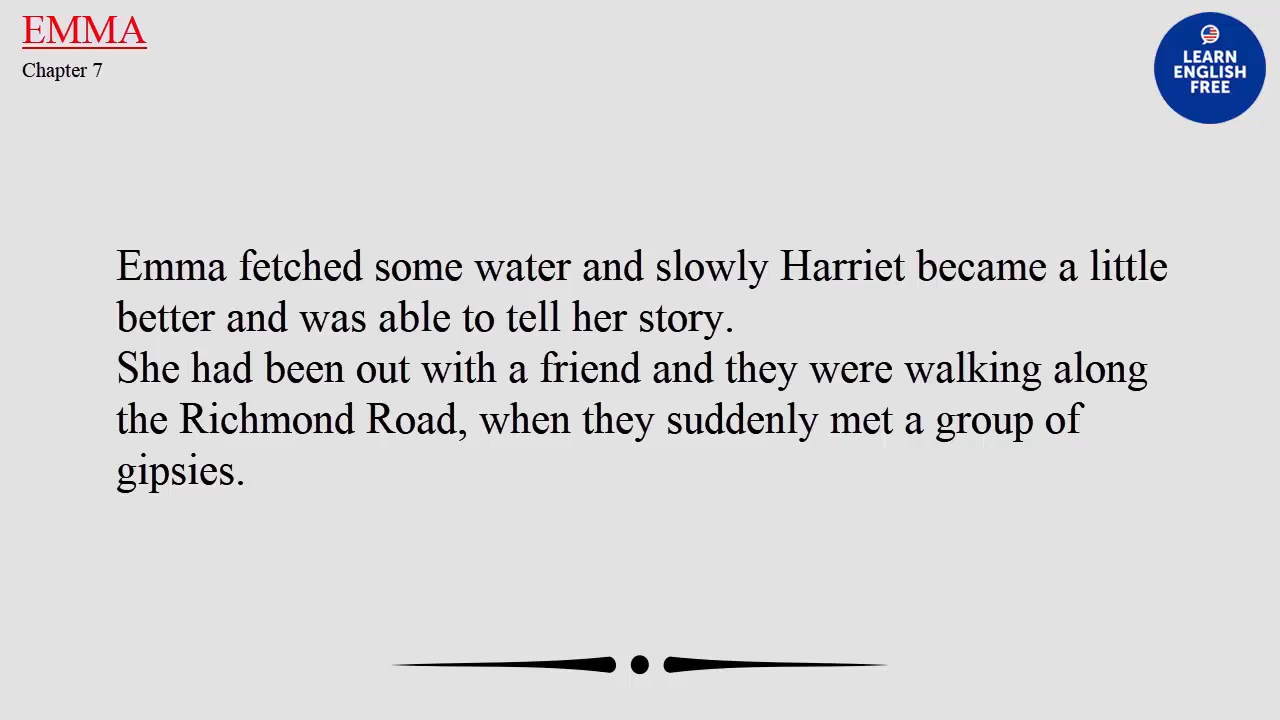 EMMA
Chapter 7
LEARN
ENGLISH
FREE
Emma fetched some water and slowly Harriet became a little
better and was able to tell her story.
She had been out with a friend and they were walking along
the Richmond Road, when they suddenly met a group of
gipsies.